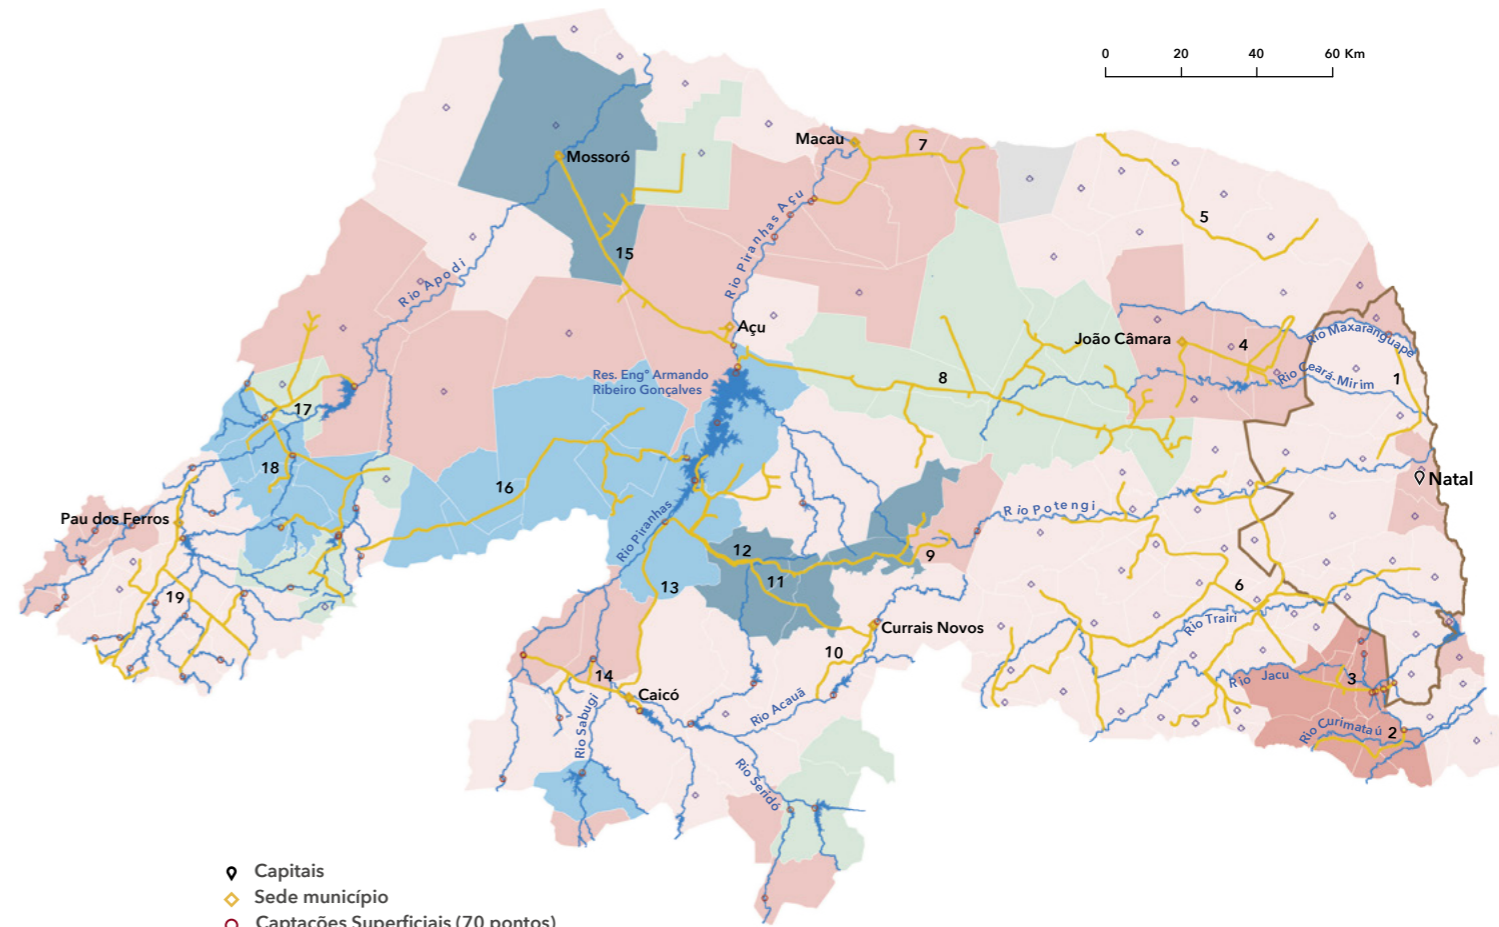 0 20 40 60 Km
Macau
7
Mossoró
Rio Piranhas Açu
5
15
Rio Apodi
Açu
João Câmara
4
Rio Maxaranguape
Res. Engº Armando
Ribeiro Gonçalves
8
Rio Ceará-Mirim
1
17
18
16
Natal
Pau dos Ferros
Rio Potengi
Rio Piranhas
12
9
11
13
6
19
Rio Trairi
Currais Novos
10
14
Caicó
Rio Jacu
3
Rio Acauã
Rio Sabugi
Rio Curimataú
2
Rio Seridó
Capitais
Sede município
Captações Superficiais (70 pontos)